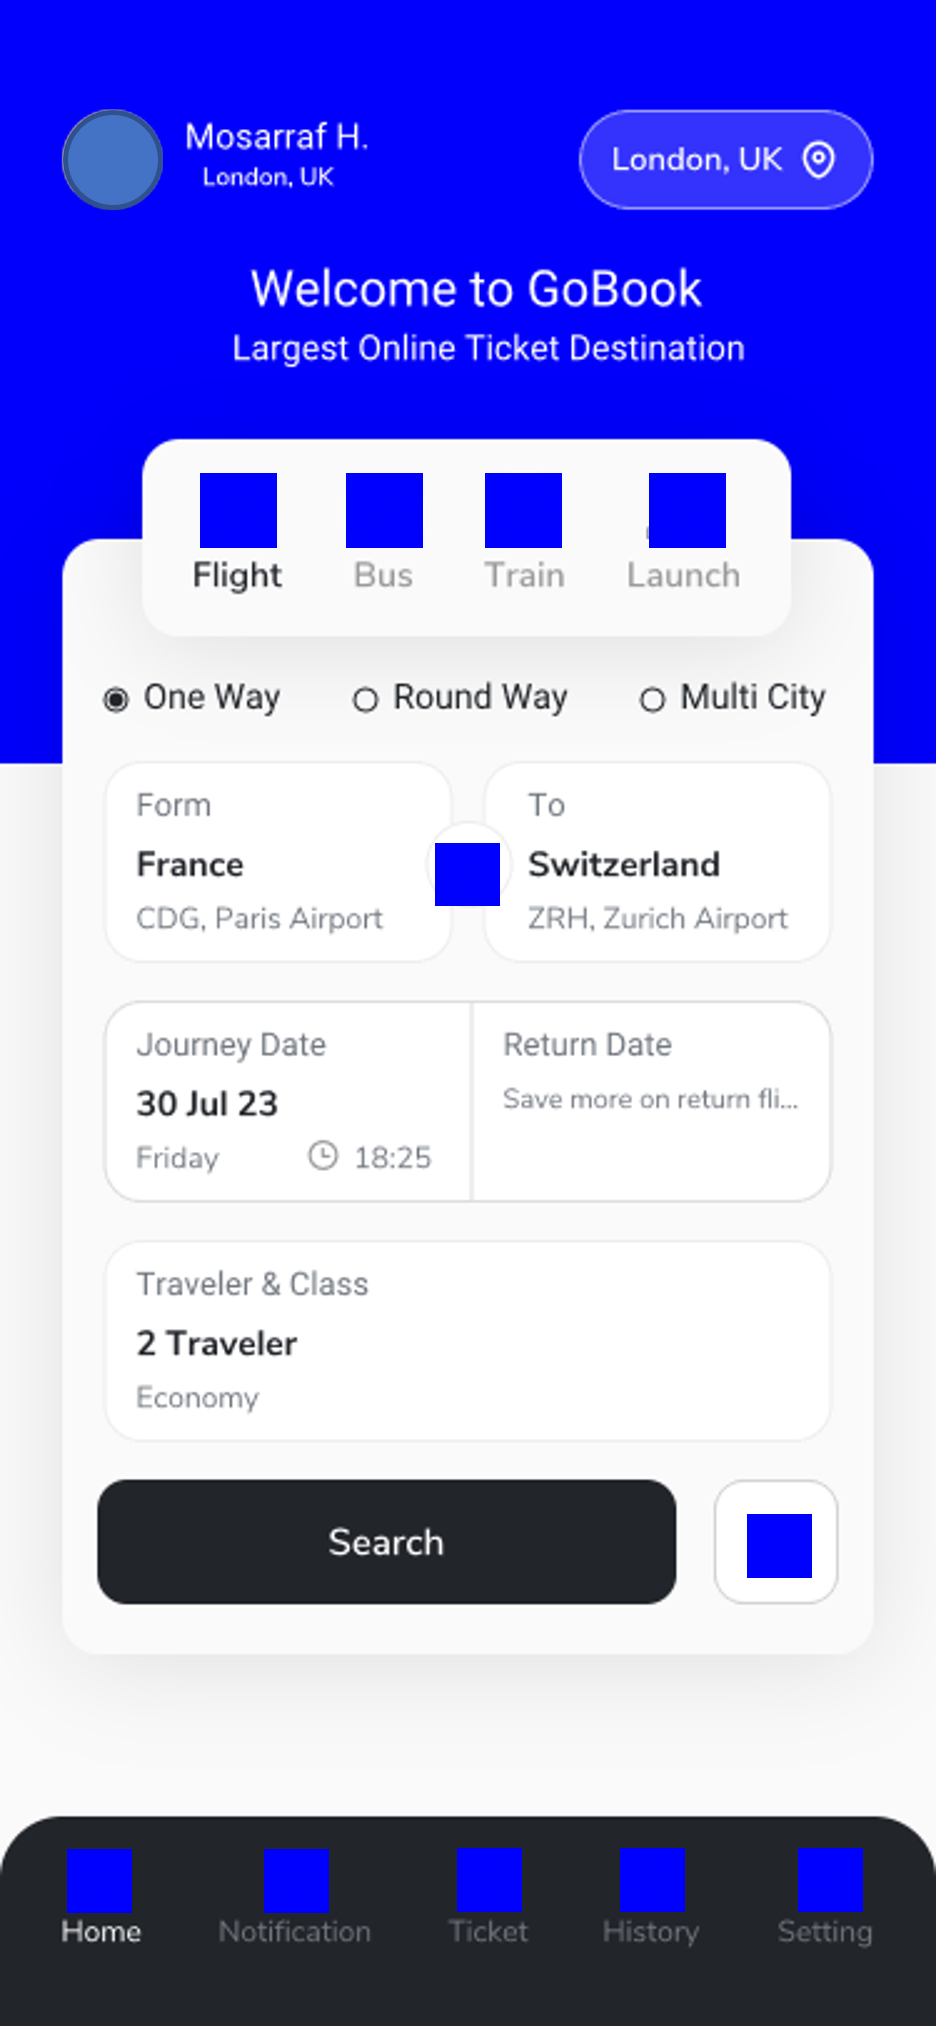 Mosarraf H.
London, UK
London, UK
Welcome to GoBook
Largest Online Ticket Destination
Flight Bus Train Launch
One Way Round Way Multi City
Form
France
CDG, Paris Airport
To
Switzerland
ZRH, Zurich Airport
Journey Date
30 Jul 23
Friday 18:25
Return Date
Save more on return fli...
Traveler & Class
2 Traveler
Economy
Search
Home Notification Ticket History Setting